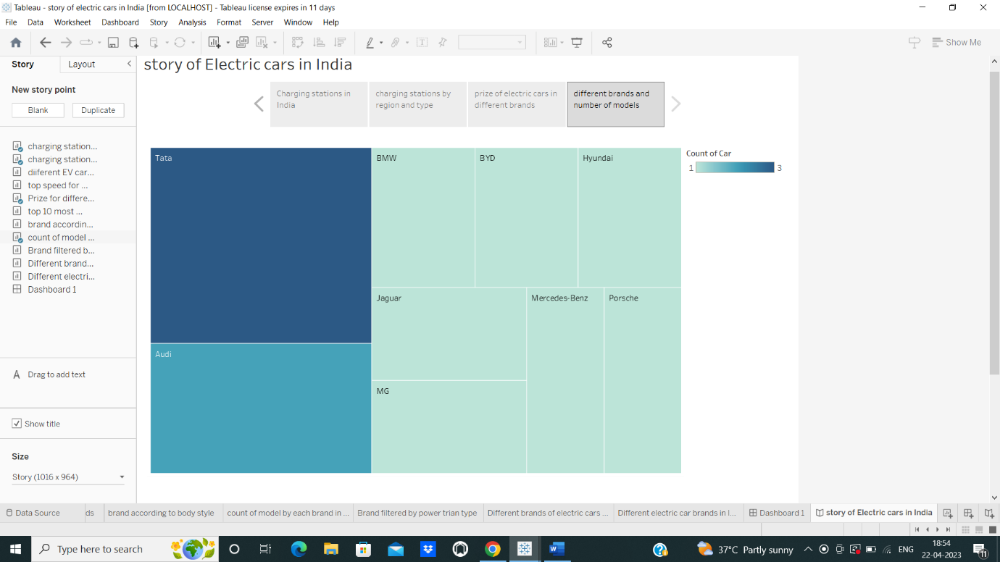 Tableau - story of electric cars in India [from LOCALHOST] - Tableau license expires in 11 days
File Data Worksheet Dashboard Story Analysis Format Server Window Help
Show Me
Story Layout
New story point
Blank Duplicate
charging station...
charging station...
diiferent EV car...
top speed for ...
Prize for differe...
top 10 most ...
brand accordin...
count of model ...
Brand filtered b...
Different brand...
Different electri...
Dashboard 1
A Drag to add text
Show title
Size
Story (1016 x 964)
story of Electric cars in India
Charging stations in
India
charging stations by
region and type
prize of electric cars in
different brands
different brands and
number of models
Tata
BMW
BYD
Hyundai
Audi
Jaguar
Mercedes-Benz
Porsche
MG
Count of Car
1 3
Data Source ds brand according to body style count of model by each brand in ... Brand filtered by power trian type Different brands of electric cars ... Different electric car brands in I... Dashboard 1 story of Electric cars in India
Type here to search
37°C Partly sunny
ENG
18:54
22-04-2023
11